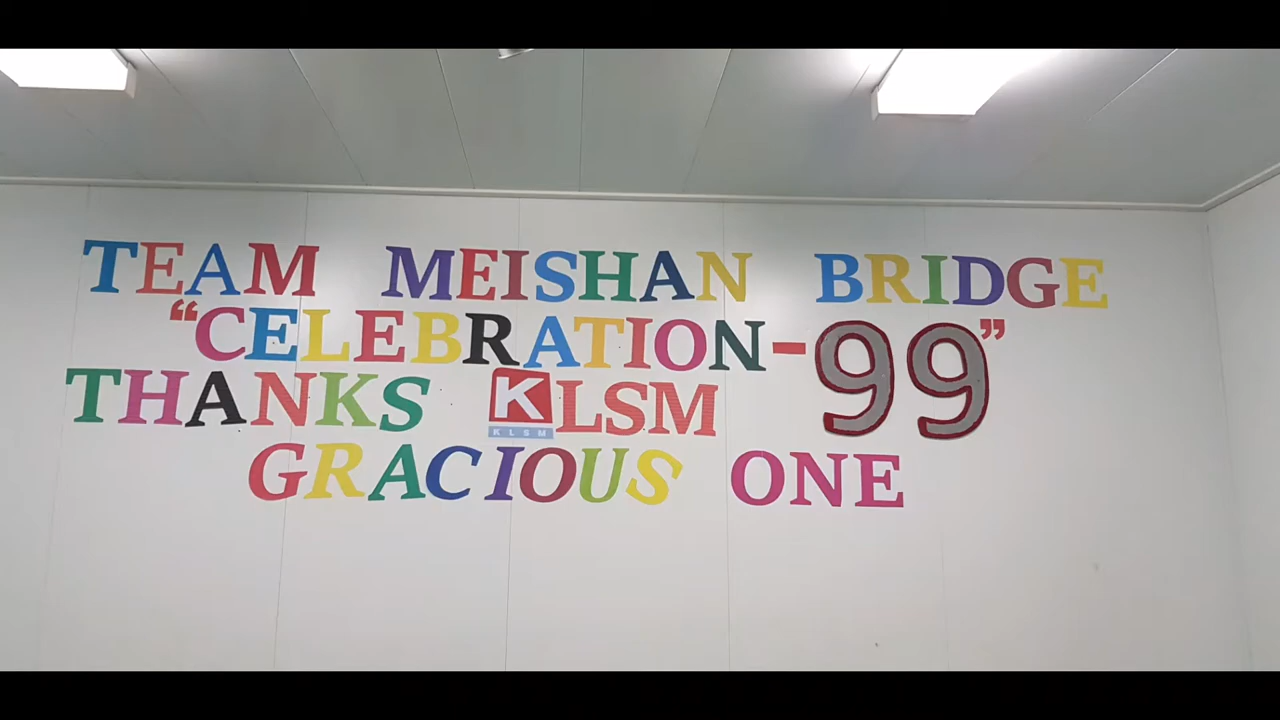 TEAM MEISHAN BRIDGE
“CELEBRATION-99”
THANKS KLSM
KLSM
GRACIOUS ONE